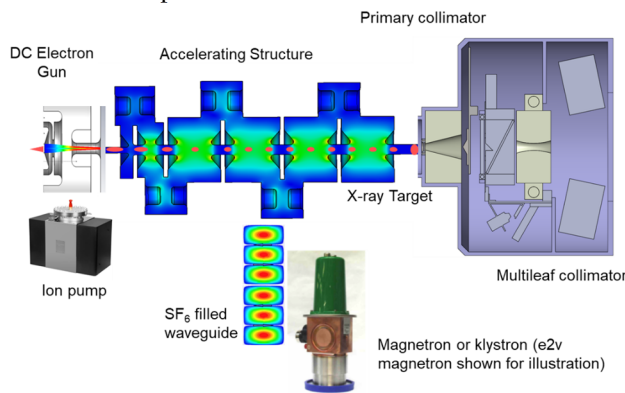 Primary collimator
DC Electron
Gun
Accelerating Structure
X-ray Target
Multileaf collimator
Ion pump
SF6 filled
waveguide
Magnetron or klystron (e2v
magnetron shown for illustration)